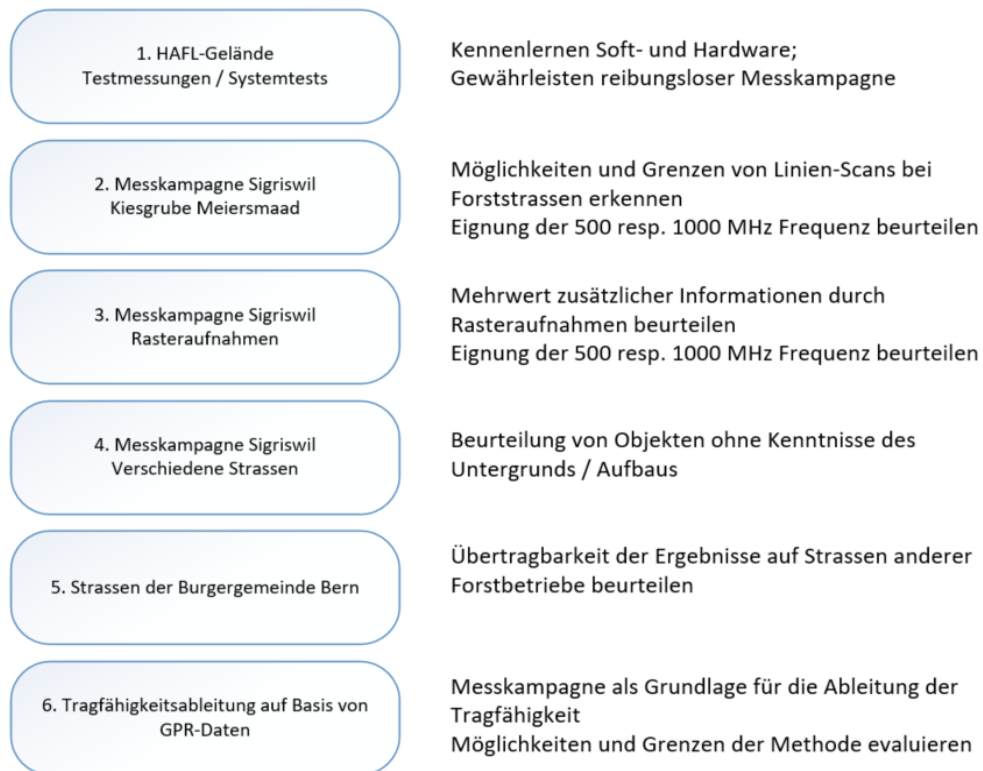 1. HAFL-Gelände
Testmessungen / Systemtests
Kennenlernen Soft- und Hardware;
Gewährleisten reibungsloser Messkampagne
2. Messkampagne Sigriswil
Kiesgrube Meiersmaad
Möglichkeiten und Grenzen von Linien-Scans bei
Forststrassen erkennen
Eignung der 500 resp. 1000 MHz Frequenz beurteilen
3. Messkampagne Sigriswil
Rasteraufnahmen
Mehrwert zusätzlicher Informationen durch
Rasteraufnahmen beurteilen
Eignung der 500 resp. 1000 MHz Frequenz beurteilen
4. Messkampagne Sigriswil
Verschiedene Strassen
Beurteilung von Objekten ohne Kenntnisse des
Untergrunds / Aufbaus
5. Strassen der Burgergemeinde Bern
Übertragbarkeit der Ergebnisse auf Strassen anderer
Forstbetriebe beurteilen
6. Tragfähigkeitsableitung auf Basis von
GPR-Daten
Messkampagne als Grundlage für die Ableitung der
Tragfähigkeit
Möglichkeiten und Grenzen der Methode evaluieren